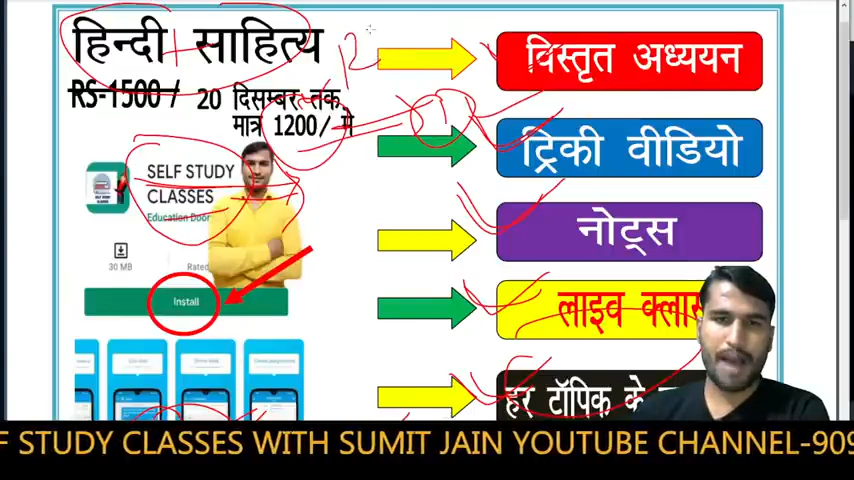 हिन्दी साहित्य
RS-1500 / 20 दिसम्बर तक
मात्र 1200/ मे
SELF STUDY
CLASSES
Education Door
30 MB
Rated
Install
विस्तृत अध्ययन
ट्रिकी वीडियो
नोट्स
लाइव क्लास
हर टॉपिक के
F STUDY CLASSES WITH SUMIT JAIN YOUTUBE CHANNEL-909